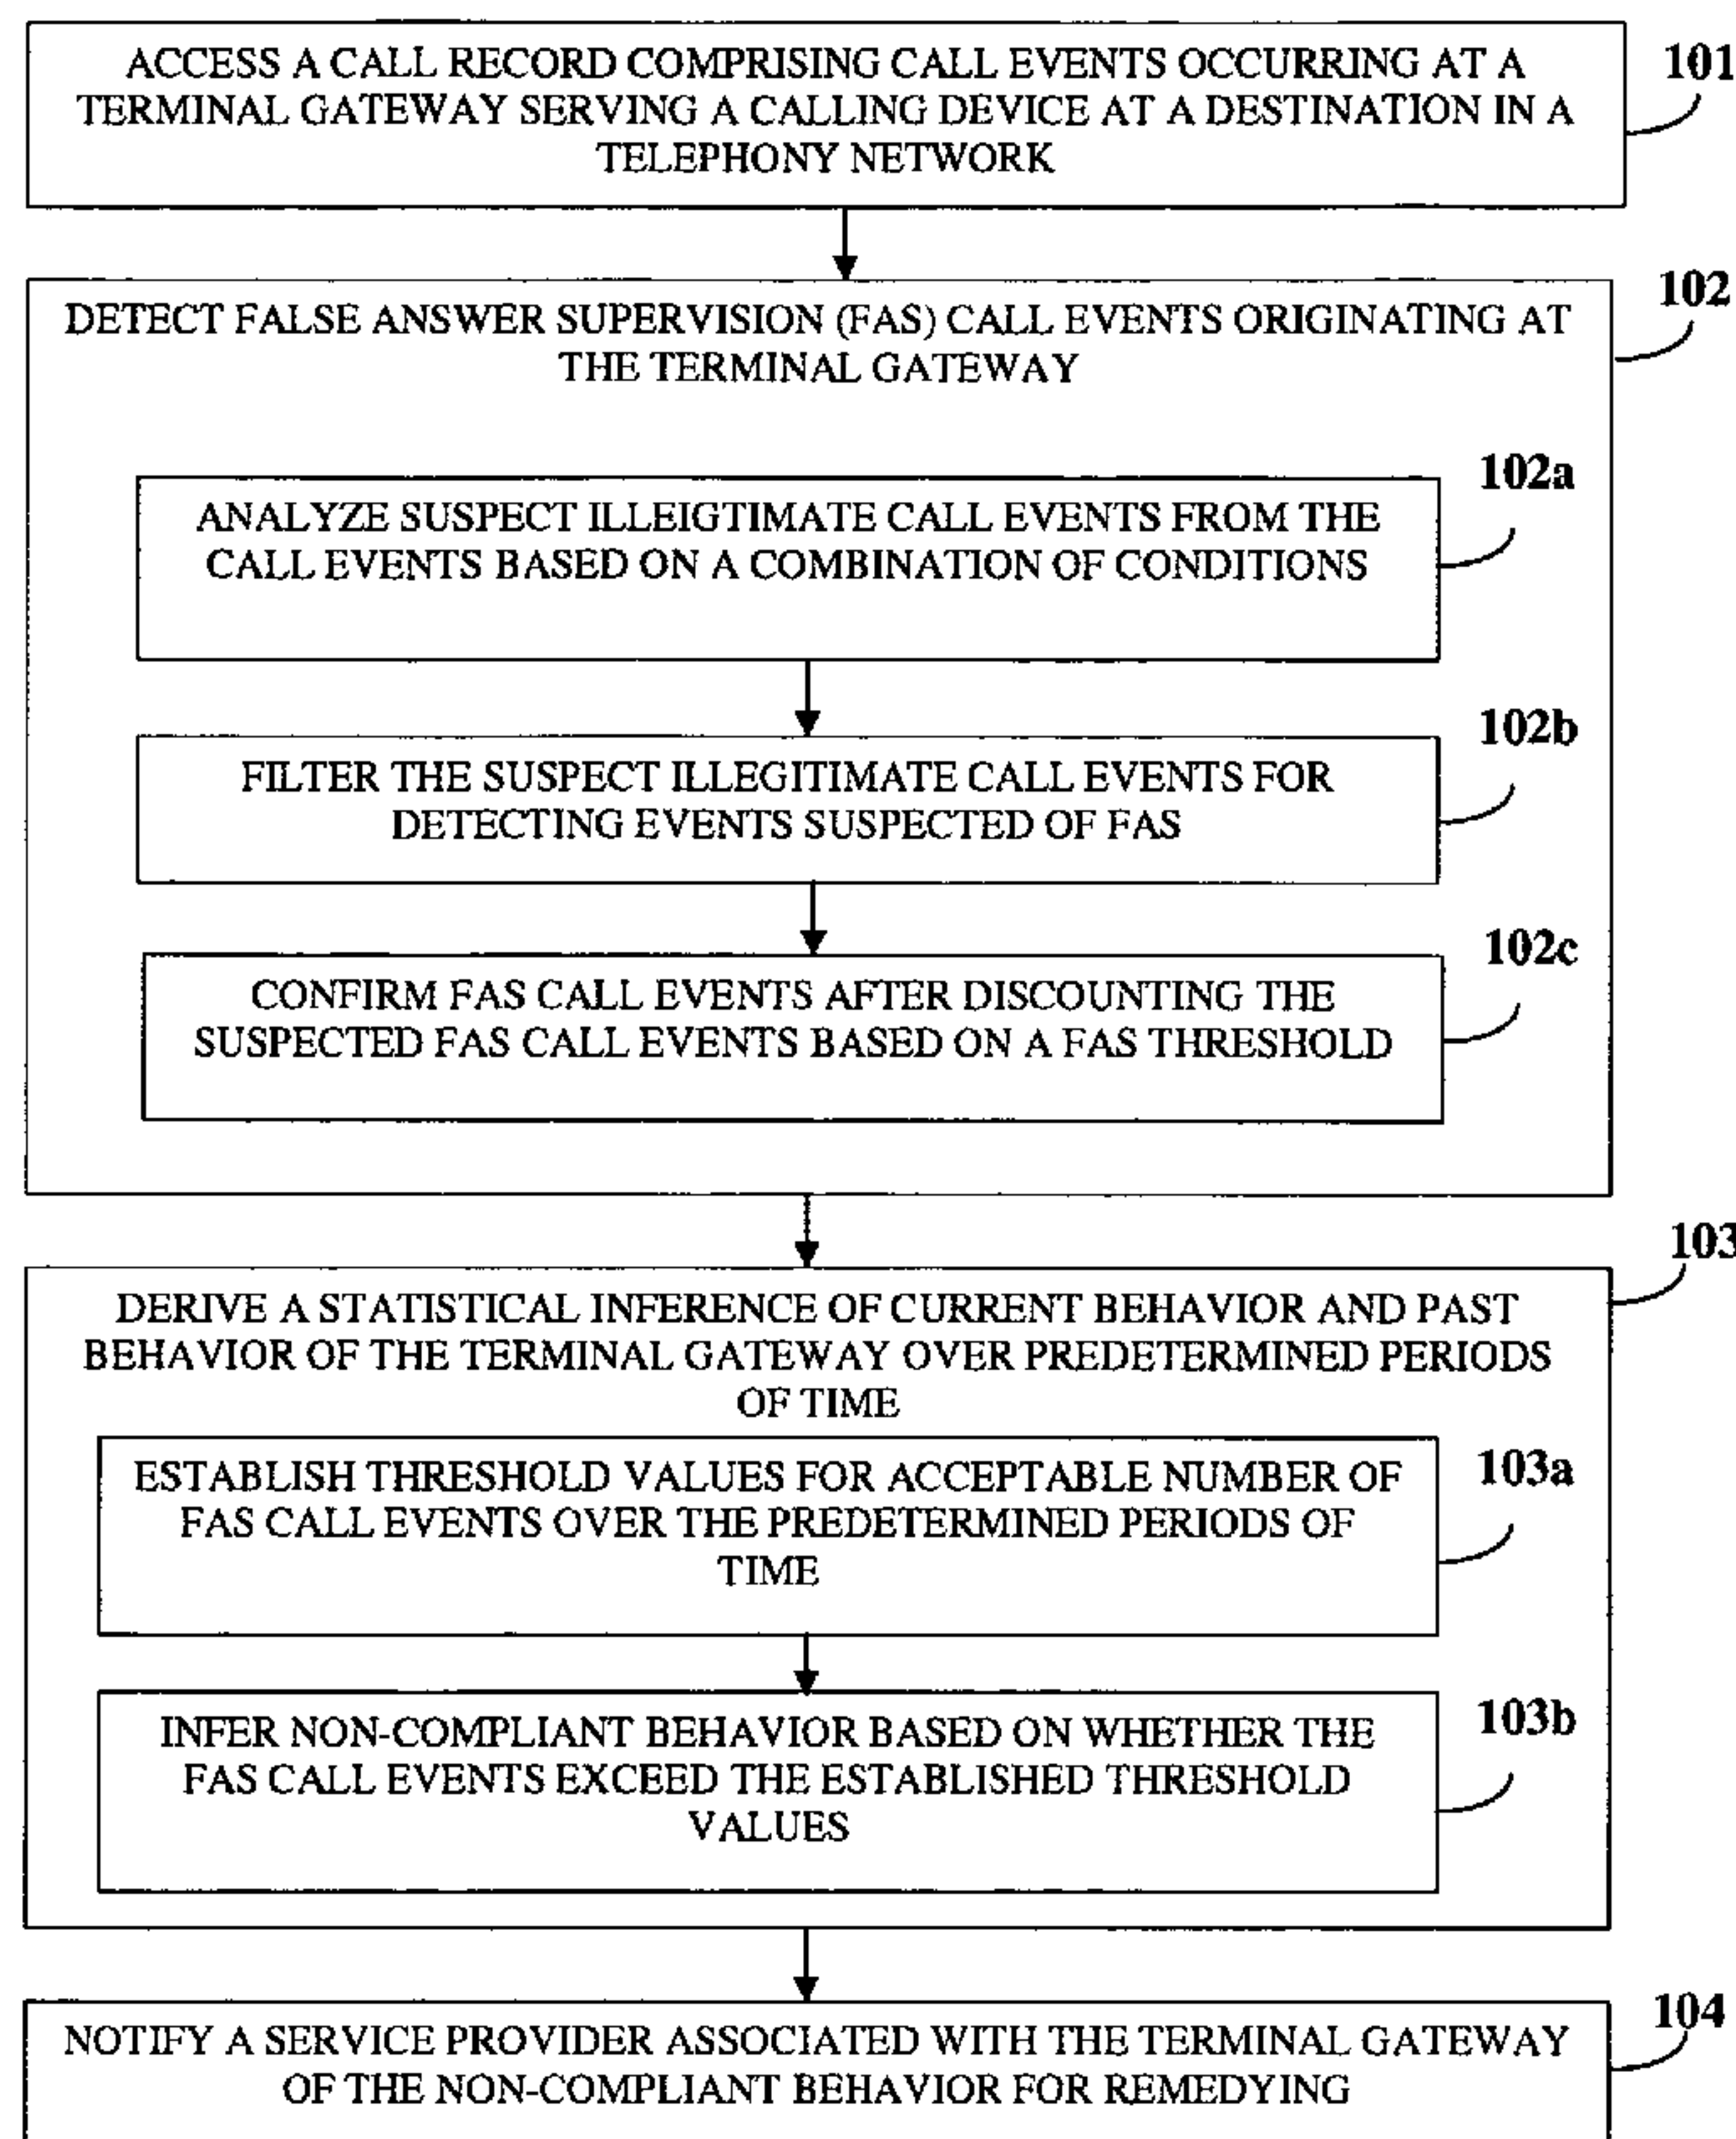 ACCESS A CALL RECORD COMPRISING CALL EVENTS OCCURRING AT A
TERMINAL GATEWAY SERVING A CALLING DEVICE AT A DESTINATION IN A
TELEPHONY NETWORK
101
DETECT FALSE ANSWER SUPERVISION (FAS) CALL EVENTS ORIGINATING AT
THE TERMINAL GATEWAY
102
ANALYZE SUSPECT ILLEIGTIMATE CALL EVENTS FROM THE
CALL EVENTS BASED ON A COMBINATION OF CONDITIONS
102a
FILTER THE SUSPECT ILLEGITIMATE CALL EVENTS FOR
DETECTING EVENTS SUSPECTED OF FAS
102b
CONFIRM FAS CALL EVENTS AFTER DISCOUNTING THE
SUSPECTED FAS CALL EVENTS BASED ON A FAS THRESHOLD
102c
DERIVE A STATISTICAL INFERENCE OF CURRENT BEHAVIOR AND PAST
BEHAVIOR OF THE TERMINAL GATEWAY OVER PREDETERMINED PERIODS
OF TIME
103
ESTABLISH THRESHOLD VALUES FOR ACCEPTABLE NUMBER OF
FAS CALL EVENTS OVER THE PREDETERMINED PERIODS OF
TIME
103a
INFER NON-COMPLIANT BEHAVIOR BASED ON WHETHER THE
FAS CALL EVENTS EXCEED THE ESTABLISHED THRESHOLD
VALUES
103b
NOTIFY A SERVICE PROVIDER ASSOCIATED WITH THE TERMINAL GATEWAY
OF THE NON-COMPLIANT BEHAVIOR FOR REMEDYING
104